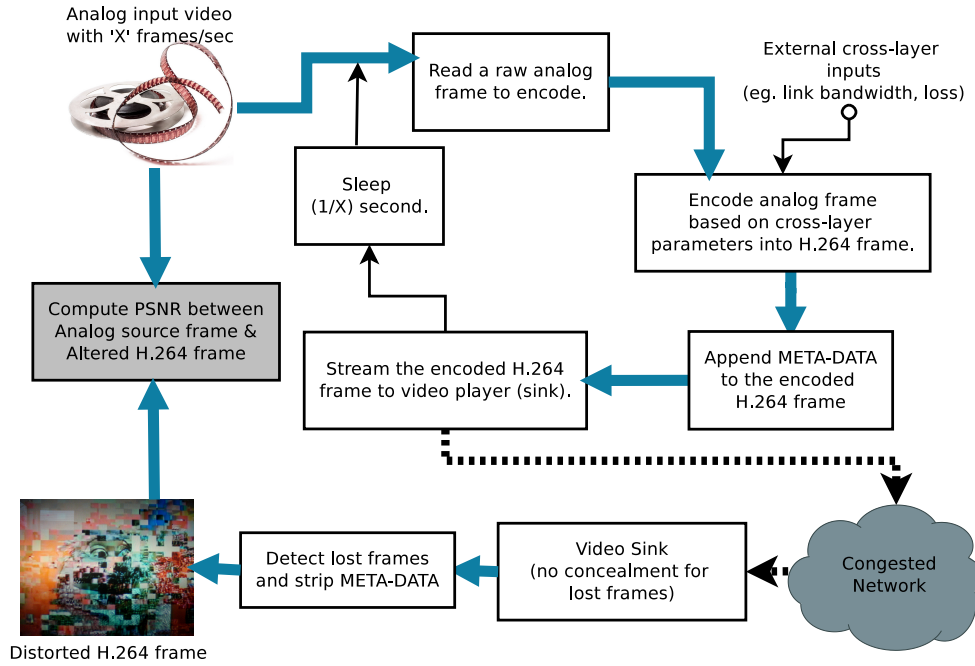 Analog input video
with 'X' frames/sec
Read a raw analog
frame to encode.
External cross-layer
inputs
(eg. link bandwidth, loss)
Sleep
(1/X) second.
Encode analog frame
based on cross-layer
parameters into H.264 frame.
Compute PSNR between
Analog source frame &
Altered H.264 frame
Stream the encoded H.264
frame to video player (sink).
Append META-DATA
to the encoded
H.264 frame
Detect lost frames
and strip META-DATA
Video Sink
(no concealment for
lost frames)
Congested
Network
Distorted H.264 frame